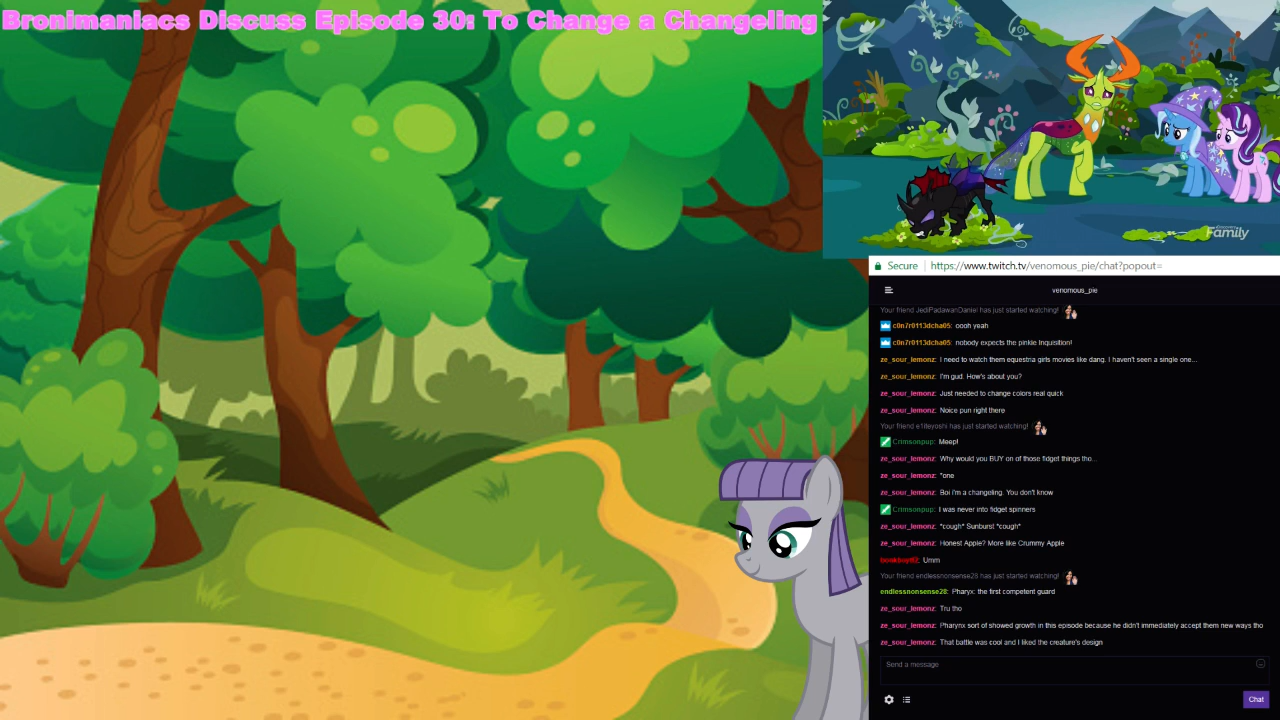 Bronimaniacs Discuss Episode 30: To Change a Changeling
Family
Secure | https://www.twitch.tv/venomous_pie/chat?popout=
venomous_pie
Your friend JediPadawanDaniel has just started watching!
c0n7r0113dcha05: oooh yeah
c0n7r0113dcha05: nobody expects the pinkie Inquisition!
ze_sour_lemonz: I need to watch them equestria girls movies like dang. I haven't seen a single one...
ze_sour_lemonz: I'm gud. How's about you?
ze_sour_lemonz: Just needed to change colors real quick
ze_sour_lemonz: Noice pun right there
Your friend e1iteyoshi has just started watching!
Crimsonpup: Meep!
ze_sour_lemonz: Why would you BUY on of those fidget things tho...
ze_sour_lemonz: *one
ze_sour_lemonz: Boi i'm a changeling. You don't know
Crimsonpup: I was never into fidget spinners
ze_sour_lemonz: *cough* Sunburst *cough*
ze_sour_lemonz: Honest Apple? More like Crummy Apple
: Umm
Your friend endlessnonsense28 has just started watching!
endlessnonsense28: Pharyx: the first competent guard
ze_sour_lemonz: Tru tho
ze_sour_lemonz: Pharynx sort of showed growth in this episode because he didn't immediately accept them new ways tho
ze_sour_lemonz: That battle was cool and I liked the creature's design
Send a message
Chat